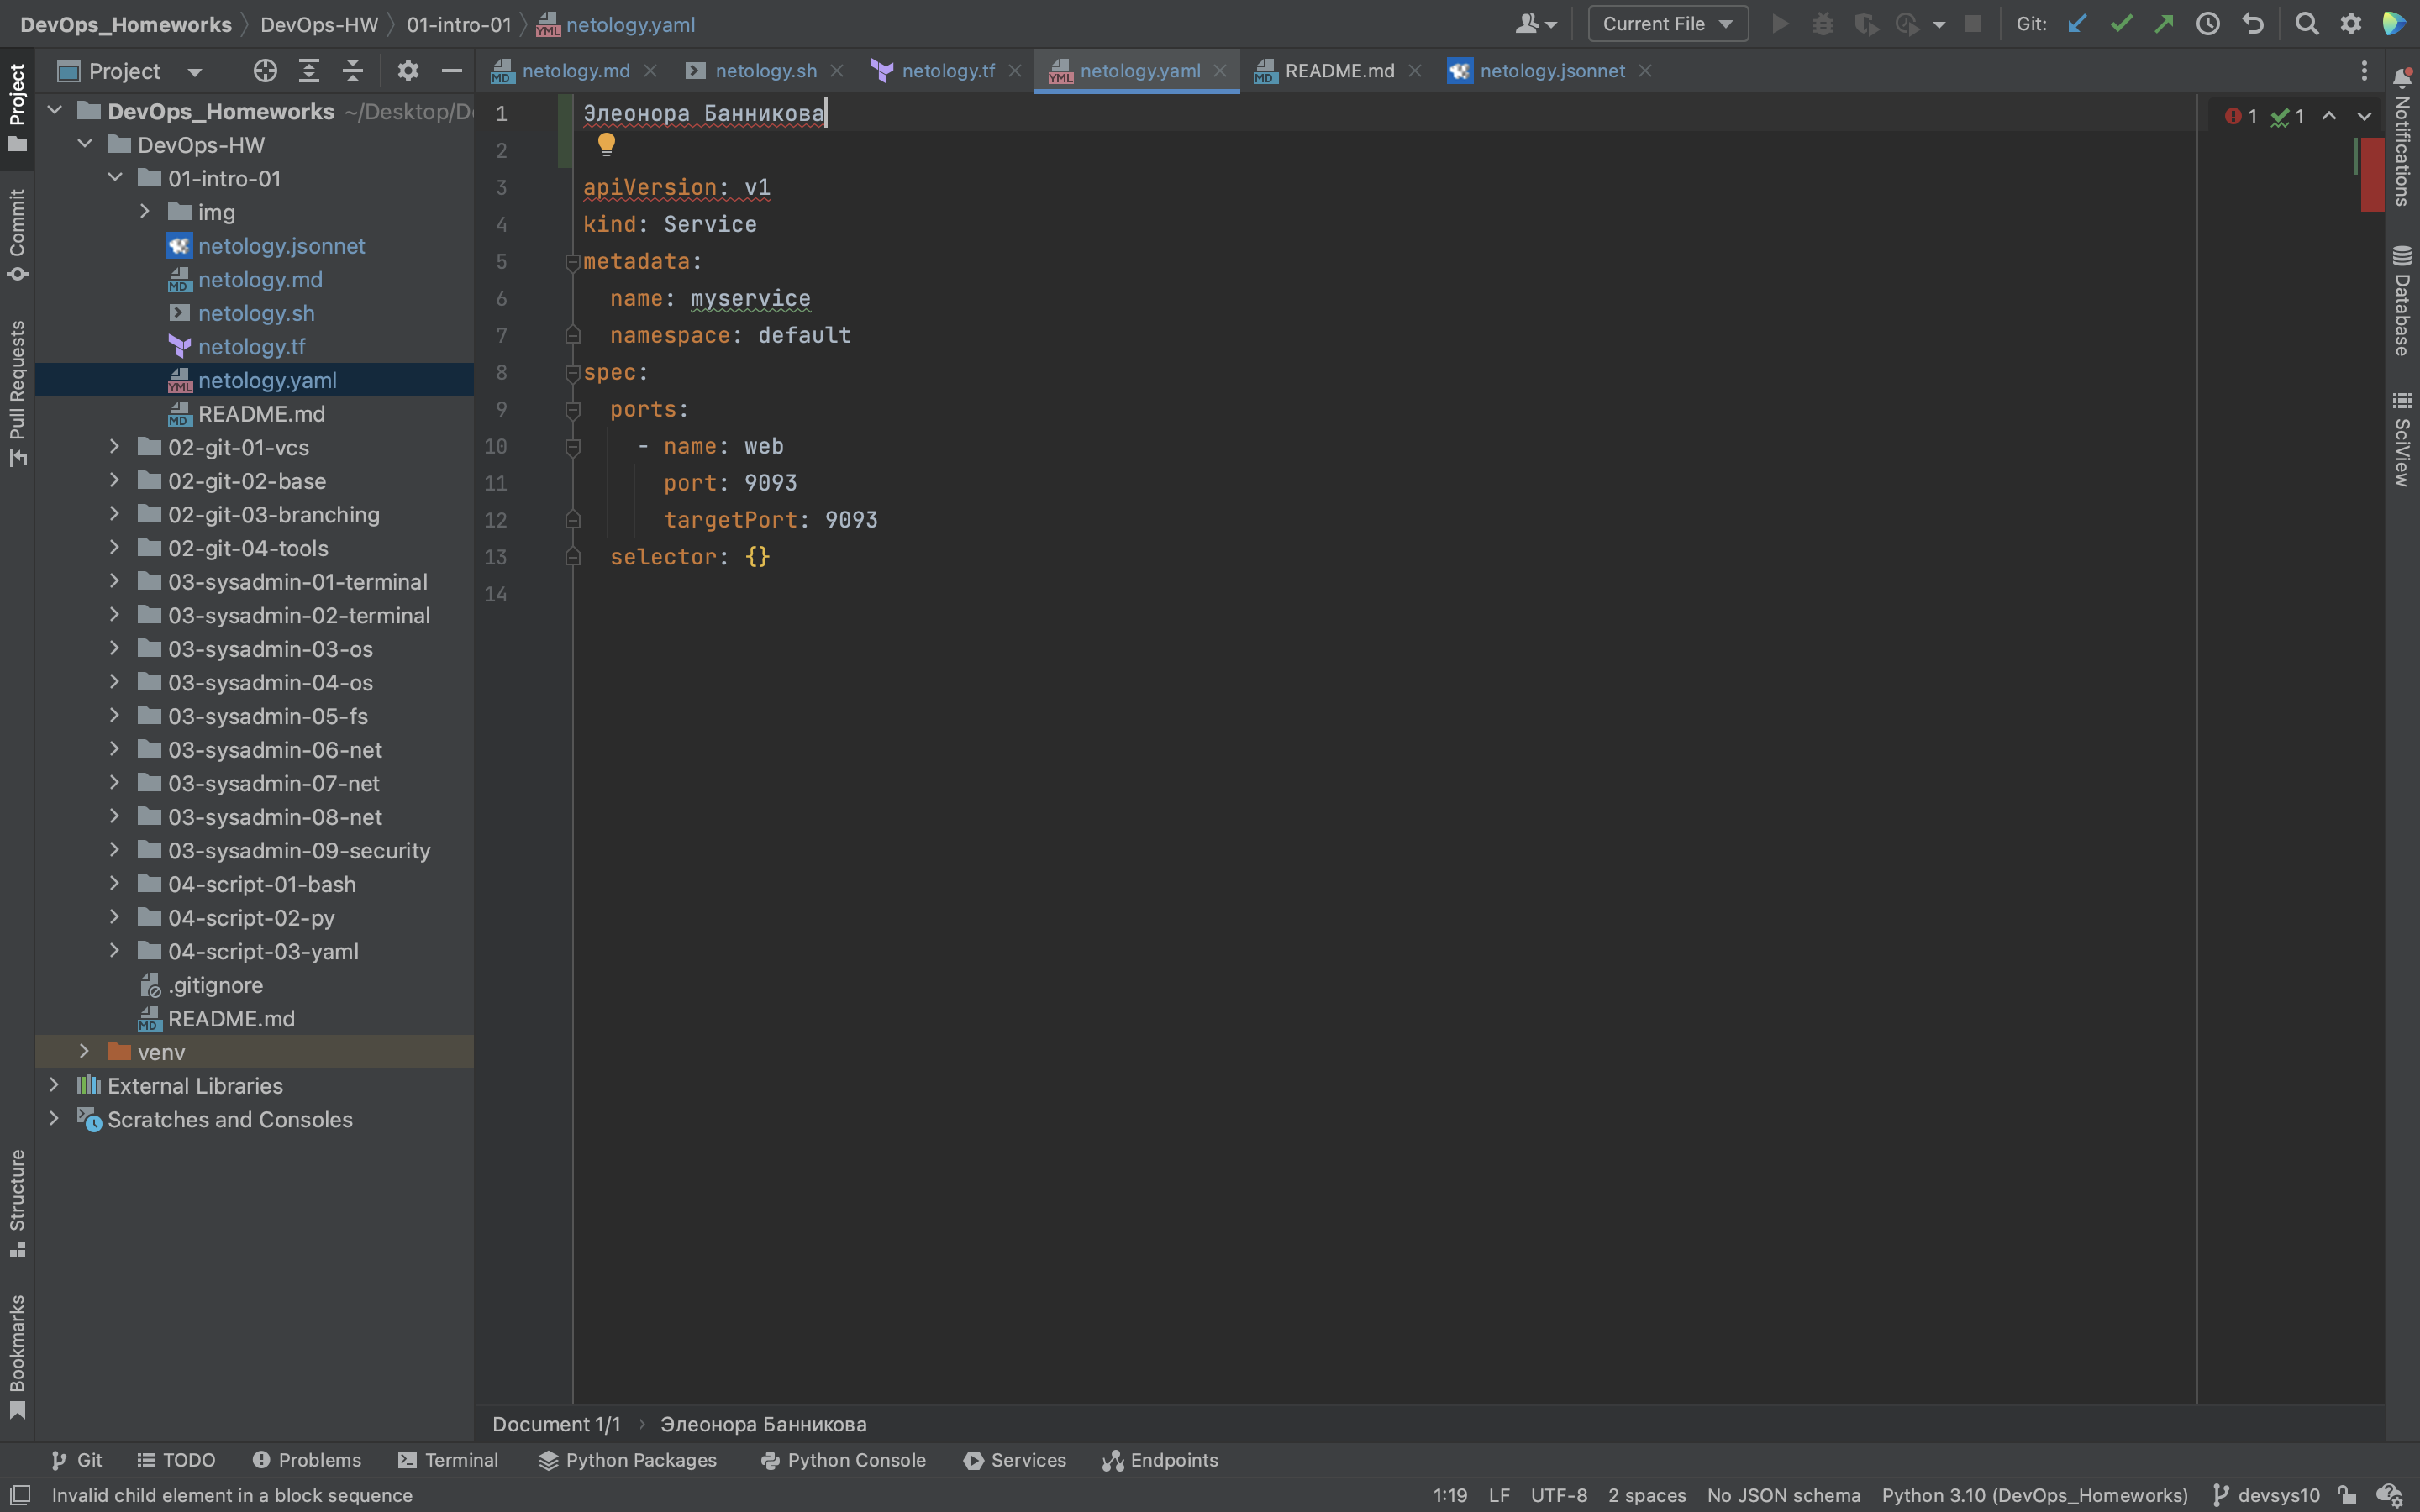 DevOps_Homeworks DevOps-HW 01-intro-01 netology.yaml Current File Git:
Project netology.md netology.sh netology.tf netology.yaml README.md netology.jsonnet
DevOps_Homeworks ~/Desktop/D
DevOps-HW
01-intro-01
img
netology.jsonnet
netology.md
netology.sh
netology.tf
netology.yaml
README.md
02-git-01-vcs
02-git-02-base
02-git-03-branching
02-git-04-tools
03-sysadmin-01-terminal
03-sysadmin-02-terminal
03-sysadmin-03-os
03-sysadmin-04-os
03-sysadmin-05-fs
03-sysadmin-06-net
03-sysadmin-07-net
03-sysadmin-08-net
03-sysadmin-09-security
04-script-01-bash
04-script-02-py
04-script-03-yaml
.gitignore
README.md
venv
External Libraries
Scratches and Consoles
1 Элеонора Банникова
2
3 apiVersion: v1
4 kind: Service
5 metadata:
6 name: myservice
7 namespace: default
8 spec:
9 ports:
10 - name: web
11 port: 9093
12 targetPort: 9093
13 selector: {}
14
1 1
Project
Commit
Pull Requests
Structure
Bookmarks
Notifications
Database
SciView
Document 1/1 Элеонора Банникова
Git TODO Problems Terminal Python Packages Python Console Services Endpoints
Invalid child element in a block sequence 1:19 LF UTF-8 2 spaces No JSON schema Python 3.10 (DevOps_Homeworks) devsys10